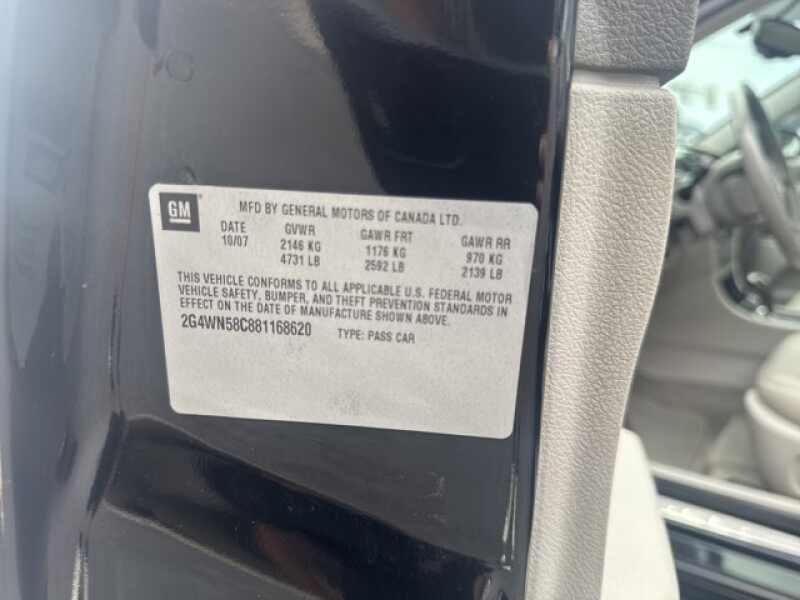 GM
MFD BY GENERAL MOTORS OF CANADA LTD.
DATE GVWR GAWR FRT GAWR RR
10/07 2146 KG 1176 KG 970 KG
4731 LB 2592 LB 2139 LB
THIS VEHICLE CONFORMS TO ALL APPLICABLE U.S. FEDERAL MOTOR
VEHICLE SAFETY, BUMPER, AND THEFT PREVENTION STANDARDS IN
EFFECT ON THE DATE OF MANUFACTURE SHOWN ABOVE.
2G4WN58C881168620 TYPE: PASS CAR